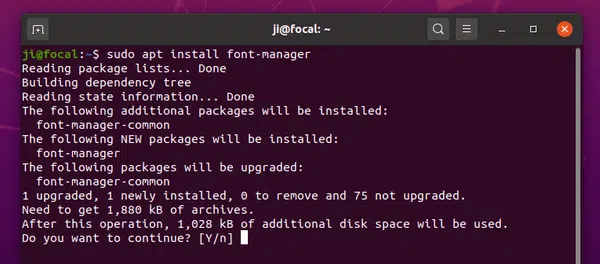 ji@focal: ~
ji@focal:~$ sudo apt install font-manager
Reading package lists... Done
Building dependency tree
Reading state information... Done
The following additional packages will be installed:
  font-manager-common
The following NEW packages will be installed:
  font-manager
The following packages will be upgraded:
  font-manager-common
1 upgraded, 1 newly installed, 0 to remove and 75 not upgraded.
Need to get 1,880 kB of archives.
After this operation, 1,028 kB of additional disk space will be used.
Do you want to continue? [Y/n]